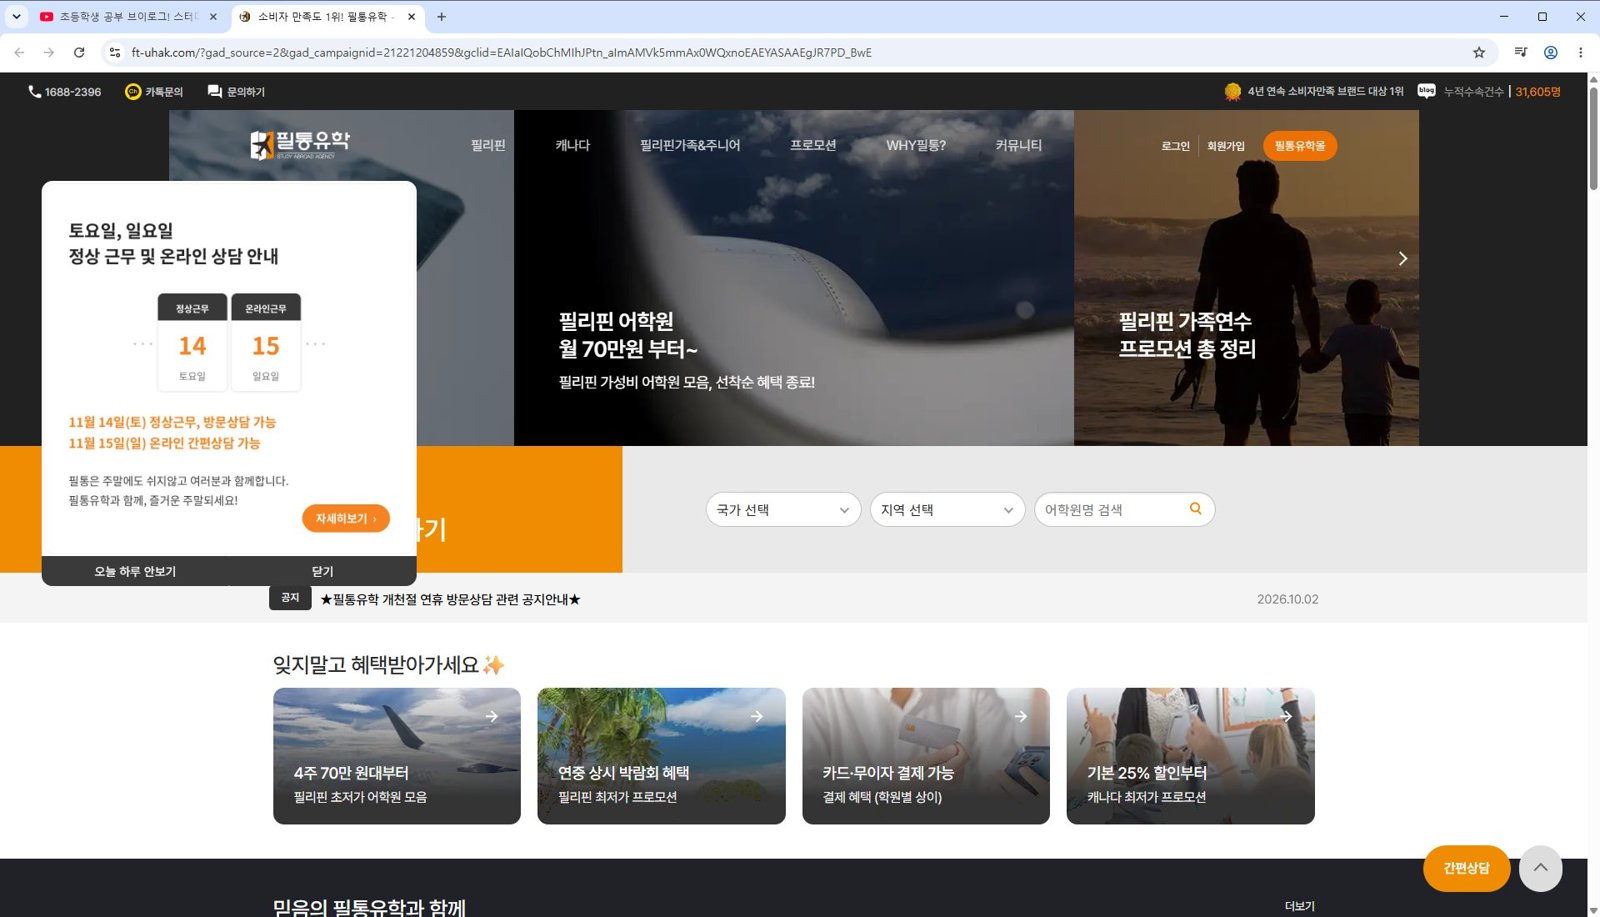 초등학생 공부 브이로그! 스터디
소비자 만족도 1위! 필통유학 -
ft-uhak.com/?gad_source=2&gad_campaignid=21221204859&gclid=EAIaIQobChMIhJPtn_aImAMVk5mmAx0WQxnoEAEYASAAEgJR7PD_BwE
1688-2396
카톡문의
문의하기
4년 연속 소비자만족 브랜드 대상 1위
blog
누적수속건수 | 31,605명
필통유학
STUDY ABROAD AGENCY
필리핀
캐나다
필리핀가족&주니어
프로모션
WHY필통?
커뮤니티
로그인
회원가입
필통유학몰
토요일, 일요일
정상 근무 및 온라인 상담 안내
정상근무
온라인근무
14
15
토요일
일요일
11월 14일(토) 정상근무, 방문상담 가능
11월 15일(일) 온라인 간편상담 가능
필통은 주말에도 쉬지않고 여러분과 함께합니다.
필통유학과 함께, 즐거운 주말되세요!
자세히보기 ›
오늘 하루 안보기
닫기
필리핀 어학원
월 70만원 부터~
필리핀 가성비 어학원 모음, 선착순 혜택 종료!
필리핀 가족연수
프로모션 총 정리
기
국가 선택
지역 선택
어학원명 검색
공지
★필통유학 개천절 연휴 방문상담 관련 공지안내★
2026.10.02
잊지말고 혜택받아가세요✨
4주 70만 원대부터
필리핀 초저가 어학원 모음
연중 상시 박람회 혜택
필리핀 최저가 프로모션
카드·무이자 결제 가능
결제 혜택 (학원별 상이)
기본 25% 할인부터
캐나다 최저가 프로모션
간편상담
믿음의 필통유학과 함께
더보기